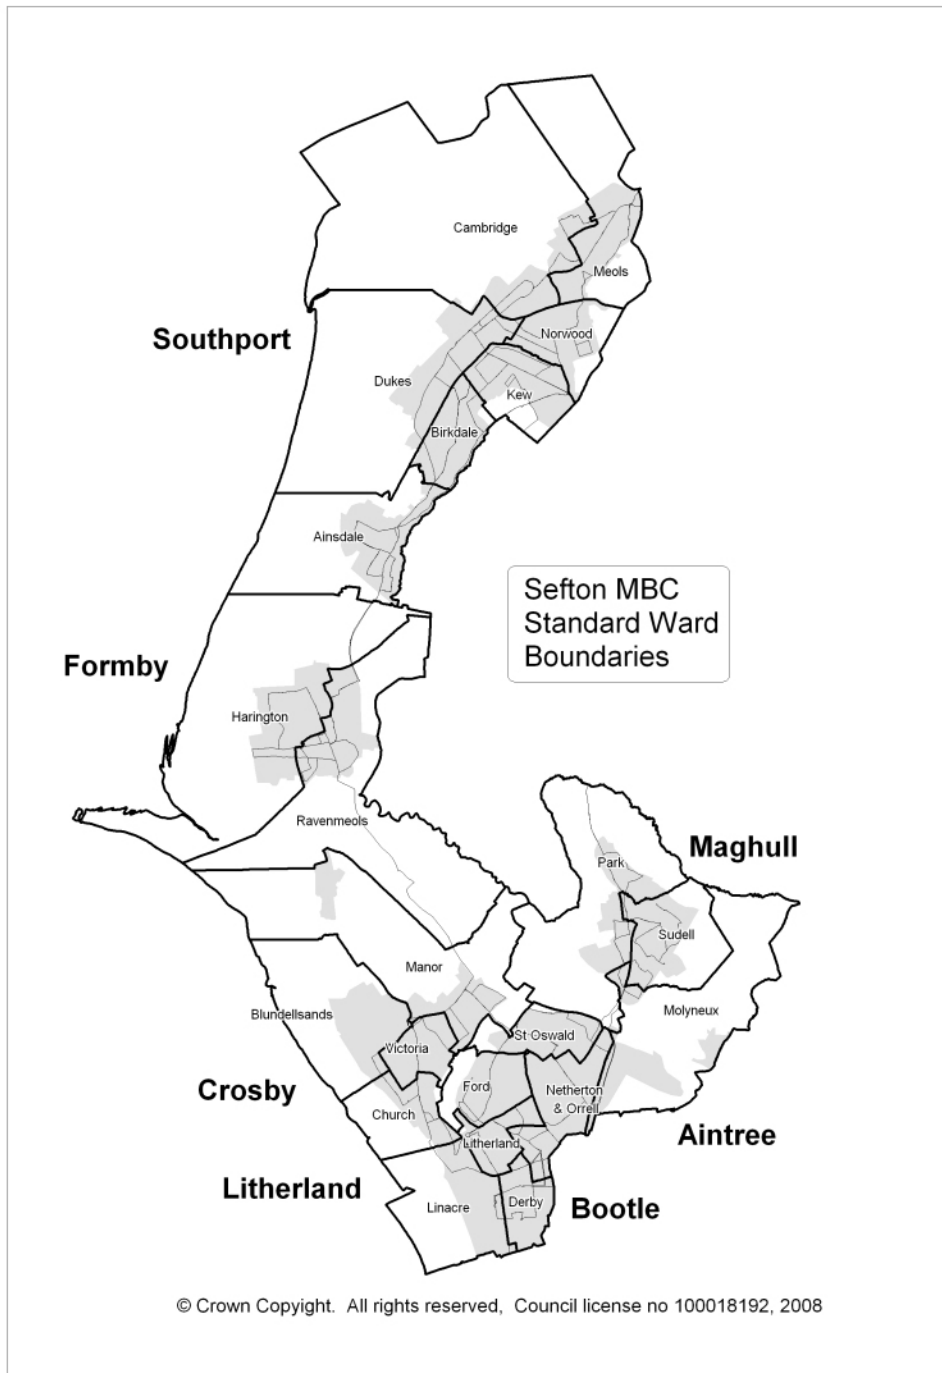 Cambridge
Meols
Southport
Norwood
Dukes
Kew
Birkdale
Ainsdale
Sefton MBC
Standard Ward
Boundaries
Formby
Harington
Ravenmeols
Maghull
Park
Sudell
Manor
Molyneux
Blundellsands
St Oswald
Victoria
Crosby
Ford
Netherton
& Orrell
Church
Aintree
Litherland
Litherland
Linacre
Derby
Bootle
© Crown Copyight. All rights reserved, Council license no 100018192, 2008